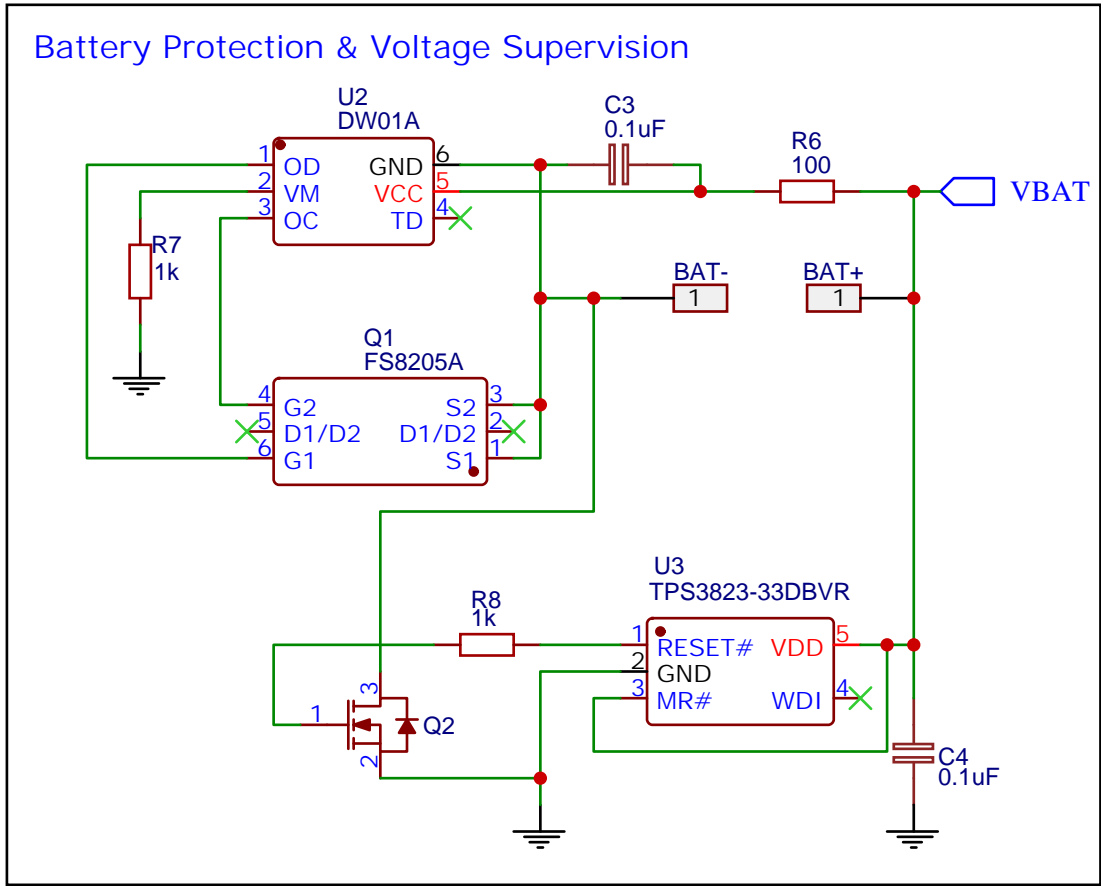 Battery Protection & Voltage Supervision
U2
DW01A
1 OD
2 VM
3 OC
GND 6
VCC 5
TD 4
C3
0.1uF
R6
100
VBAT
R7
1k
BAT-
1
BAT+
1
Q1
FS8205A
4 G2
5 D1/D2
6 G1
S2 3
D1/D2 2
S1 1
U3
TPS3823-33DBVR
1 RESET#
2 GND
3 MR#
VDD 5
WDI 4
R8
1k
1
3
2
Q2
C4
0.1uF